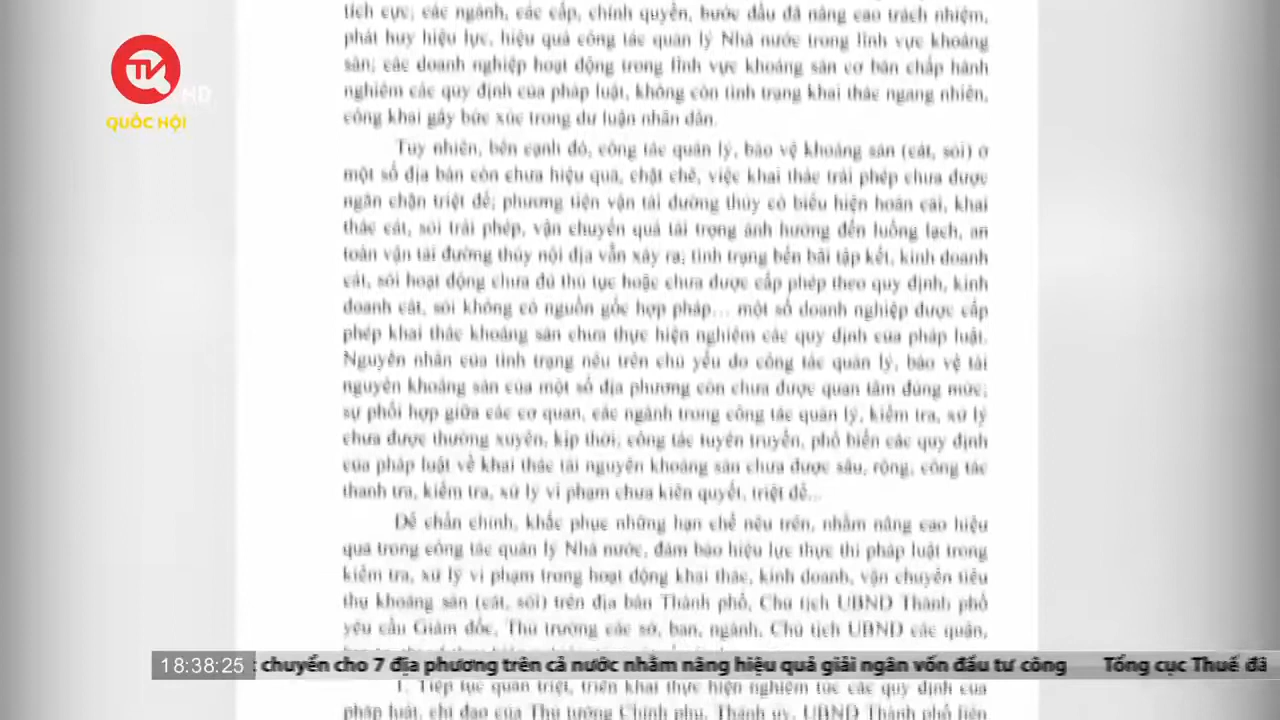 tích cực; các ngành, các cấp, chính quyền, bước đầu đã nâng cao trách nhiệm,
phát huy hiệu lực, hiệu quả công tác quản lý Nhà nước trong lĩnh vực khoáng
sản; các doanh nghiệp hoạt động trong lĩnh vực khoáng sản cơ bản chấp hành
nghiêm các quy định của pháp luật, không còn tình trạng khai thác ngang nhiên,
công khai gây bức xúc trong dư luận nhân dân.
TV HD
QUỐC HỘI
Tuy nhiên, bên cạnh đó, công tác quản lý, bảo vệ khoáng sản (cát, sỏi) ở
một số địa bàn còn chưa hiệu quả, chặt chẽ, việc khai thác trái phép chưa được
ngăn chặn triệt để; phương tiện vận tải đường thủy có biểu hiện hoán cải, khai
thác cát, sỏi trái phép, vận chuyển quá tải trọng ảnh hưởng đến luồng lạch, an
toàn vận tải đường thủy nội địa vẫn xảy ra; tình trạng bến bãi tập kết, kinh doanh
cát, sỏi hoạt động chưa đủ thủ tục hoặc chưa được cấp phép theo quy định, kinh
doanh cát, sỏi không có nguồn gốc hợp pháp... một số doanh nghiệp được cấp
phép khai thác khoáng sản chưa thực hiện nghiêm các quy định của pháp luật.
Nguyên nhân của tình trạng nêu trên chủ yếu do công tác quản lý, bảo vệ tài
nguyên khoáng sản của một số địa phương còn chưa được quan tâm đúng mức;
sự phối hợp giữa các cơ quan, các ngành trong công tác quản lý, kiểm tra, xử lý
chưa được thường xuyên, kịp thời; công tác tuyên truyền, phổ biến các quy định
của pháp luật về khai thác tài nguyên khoáng sản chưa được sâu, rộng, công tác
thanh tra, kiểm tra, xử lý vi phạm chưa kiên quyết, triệt để...
Để chấn chỉnh, khắc phục những hạn chế nêu trên, nhằm nâng cao hiệu
quả trong công tác quản lý Nhà nước, đảm bảo hiệu lực thực thi pháp luật trong
kiểm tra, xử lý vi phạm trong hoạt động khai thác, kinh doanh, vận chuyển tiêu
thụ khoáng sản (cát, sỏi) trên địa bàn Thành phố, Chủ tịch UBND Thành phố
yêu cầu Giám đốc, Thủ trưởng các sở, ban, ngành, Chủ tịch UBND các quận,
18:38:25 chuyển cho 7 địa phương trên cả nước nhằm nâng hiệu quả giải ngân vốn đầu tư công Tổng cục Thuế đã
1. Tiếp tục quán triệt, triển khai thực hiện nghiêm túc các quy định của
pháp luật, chỉ đạo của Thủ tướng Chính phủ, Thành ủy, UBND Thành phố liên